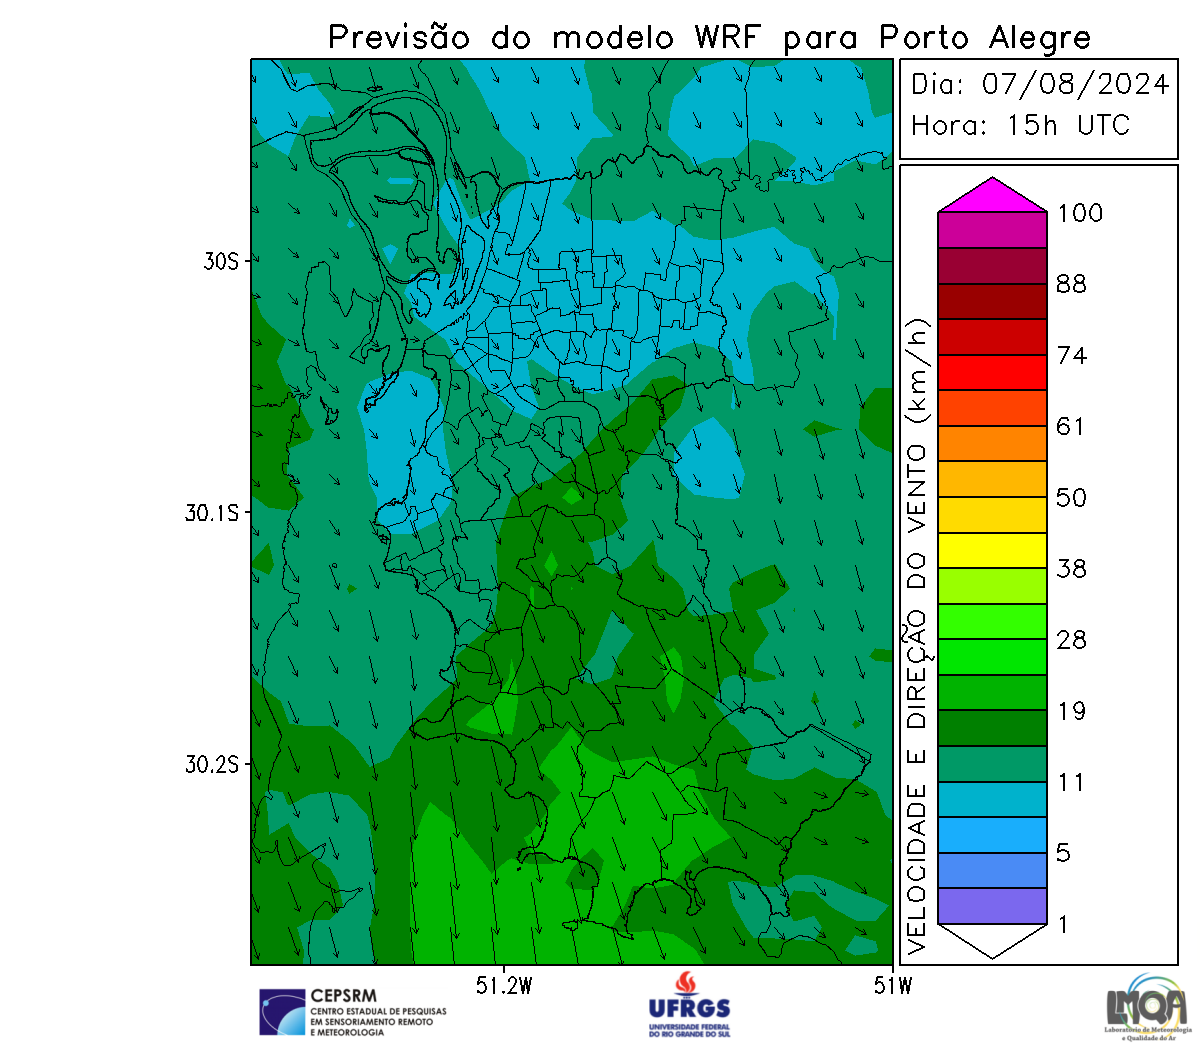 Previsão do modelo WRF para Porto Alegre
Dia: 07/08/2024
Hora: 15h UTC
30S
30.1S
30.2S
51.2W
51W
VELOCIDADE E DIREÇÃO DO VENTO (km/h)
100
88
74
61
50
38
28
19
11
5
1
CEPSRM
CENTRO ESTADUAL DE PESQUISAS
EM SENSORIAMENTO REMOTO
E METEOROLOGIA
UFRGS
UNIVERSIDADE FEDERAL
DO RIO GRANDE DO SUL
LMQA
Laboratório de Meteorologia
e Qualidade do Ar